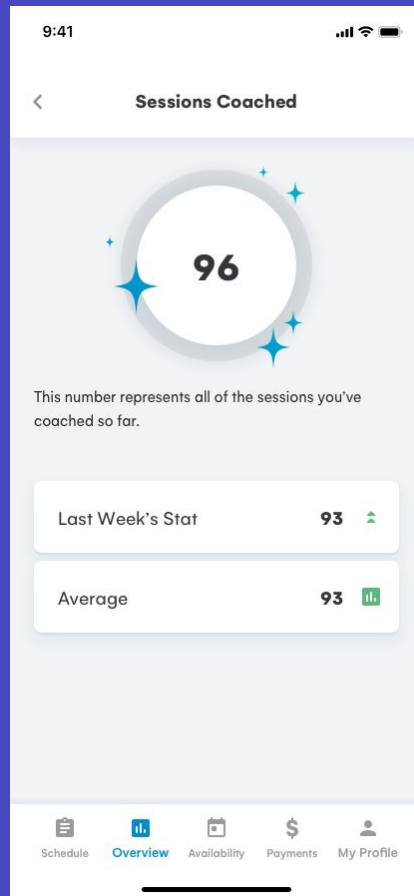 9:41
Sessions Coached
96
This number represents all of the sessions you’ve
coached so far.
Last Week’s Stat 93
Average 93
Schedule Overview Availability Payments My Profile